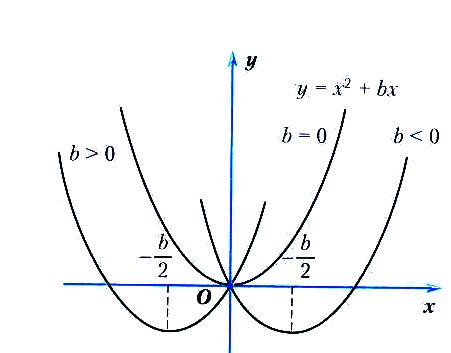 y
y = x² + bx
b > 0
b = 0
b < 0
-b/2
-b/2
O
x